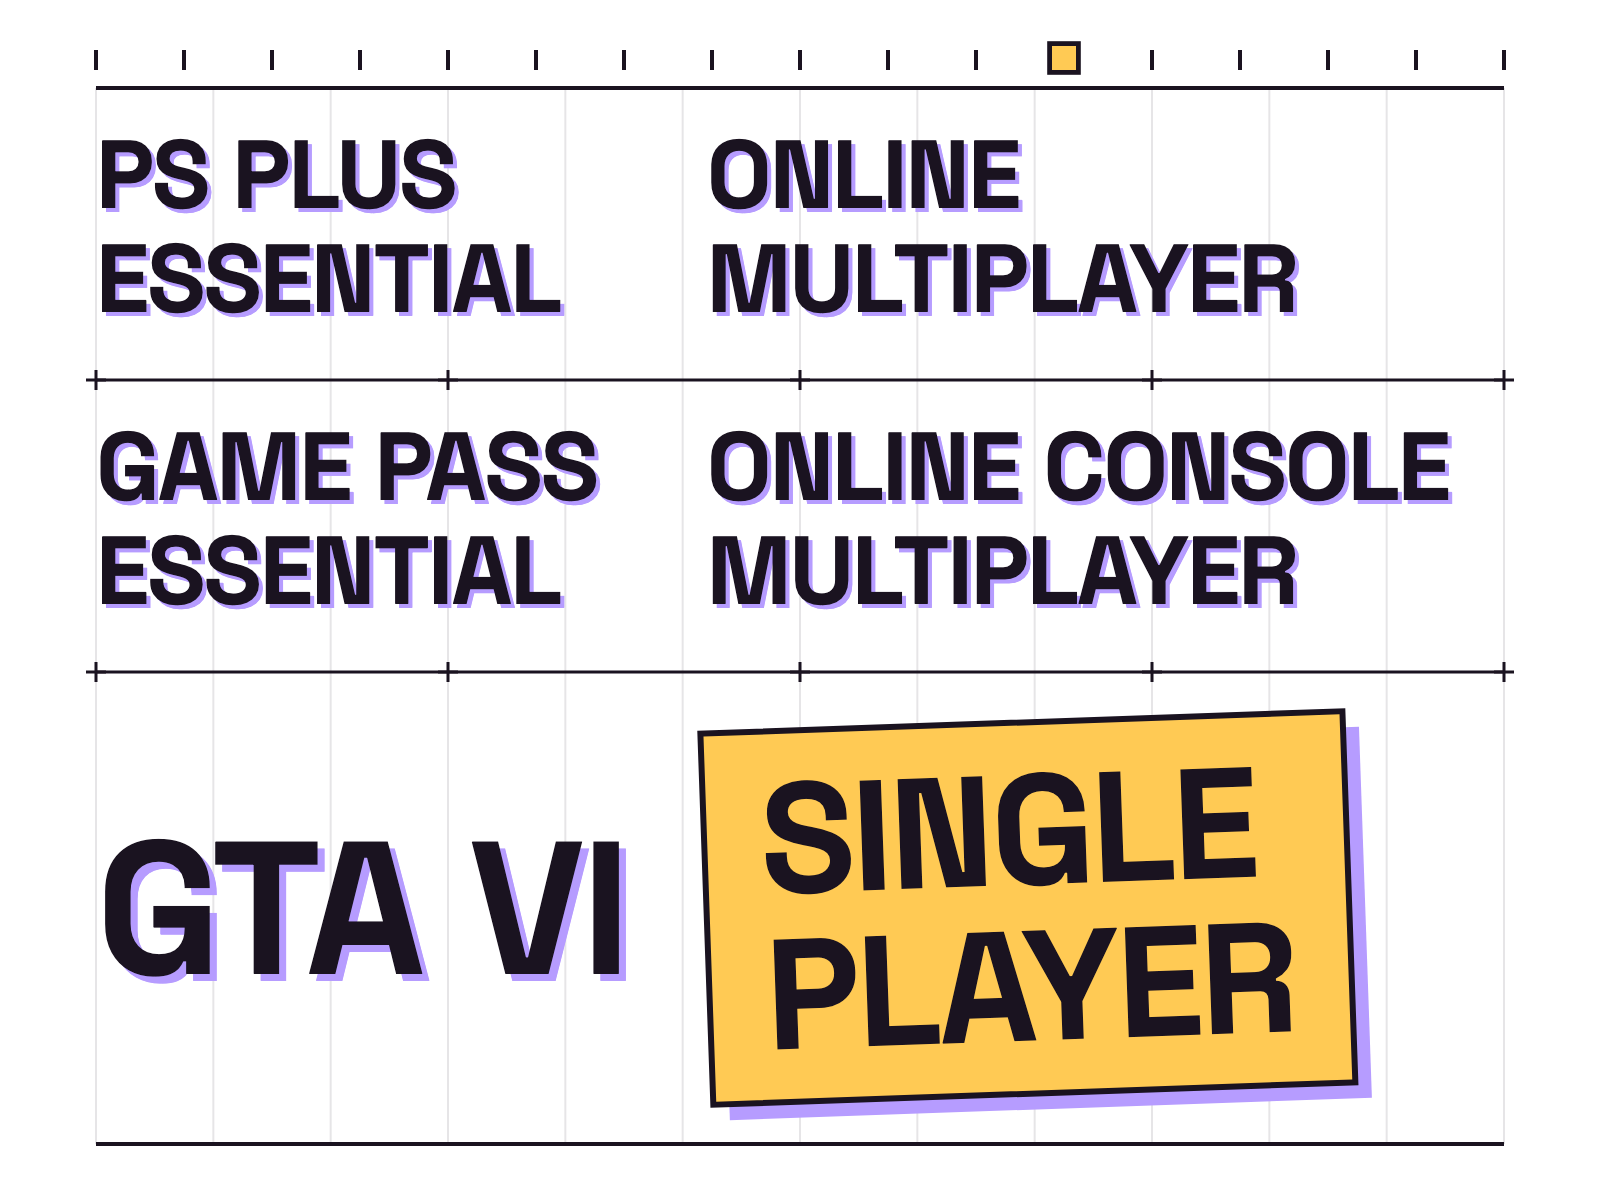 PS PLUS
ESSENTIAL
ONLINE
MULTIPLAYER
GAME PASS
ESSENTIAL
ONLINE CONSOLE
MULTIPLAYER
GTA VI
SINGLE
PLAYER